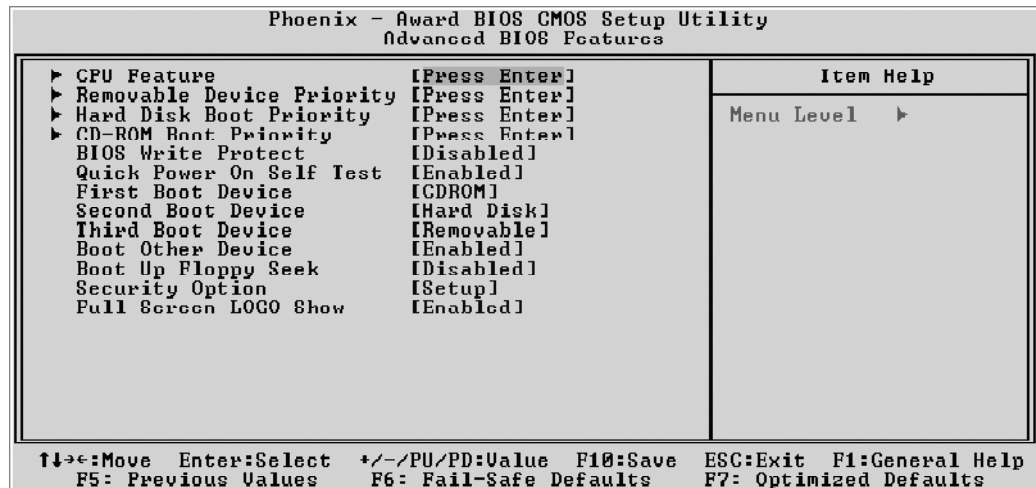 Phoenix - Award BIOS CMOS Setup Utility
Advanced BIOS Features
► CPU Feature [Press Enter]
► Removable Device Priority [Press Enter]
► Hard Disk Boot Priority [Press Enter]
► CD-ROM Boot Priority [Press Enter]
BIOS Write Protect [Disabled]
Quick Power On Self Test [Enabled]
First Boot Device [CDROM]
Second Boot Device [Hard Disk]
Third Boot Device [Removable]
Boot Other Device [Enabled]
Boot Up Floppy Seek [Disabled]
Security Option [Setup]
Full Screen LOGO Show [Enabled]
Item Help
Menu Level ►
↑↓→←:Move Enter:Select +/-/PU/PD:Value F10:Save ESC:Exit F1:General Help
F5: Previous Values F6: Fail-Safe Defaults F7: Optimized Defaults